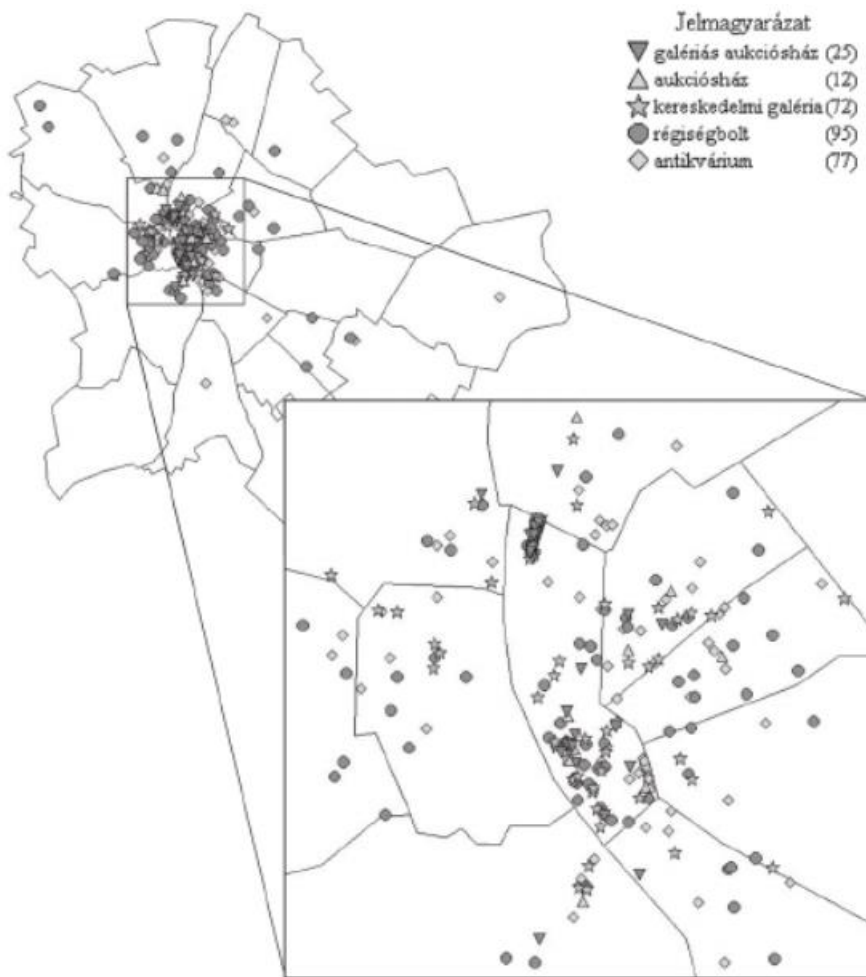 Jelmagyarázat
galériás aukciósház (25)
aukciósház (12)
kereskedelmi galéria (72)
régiségbolt (95)
antikvárium (77)